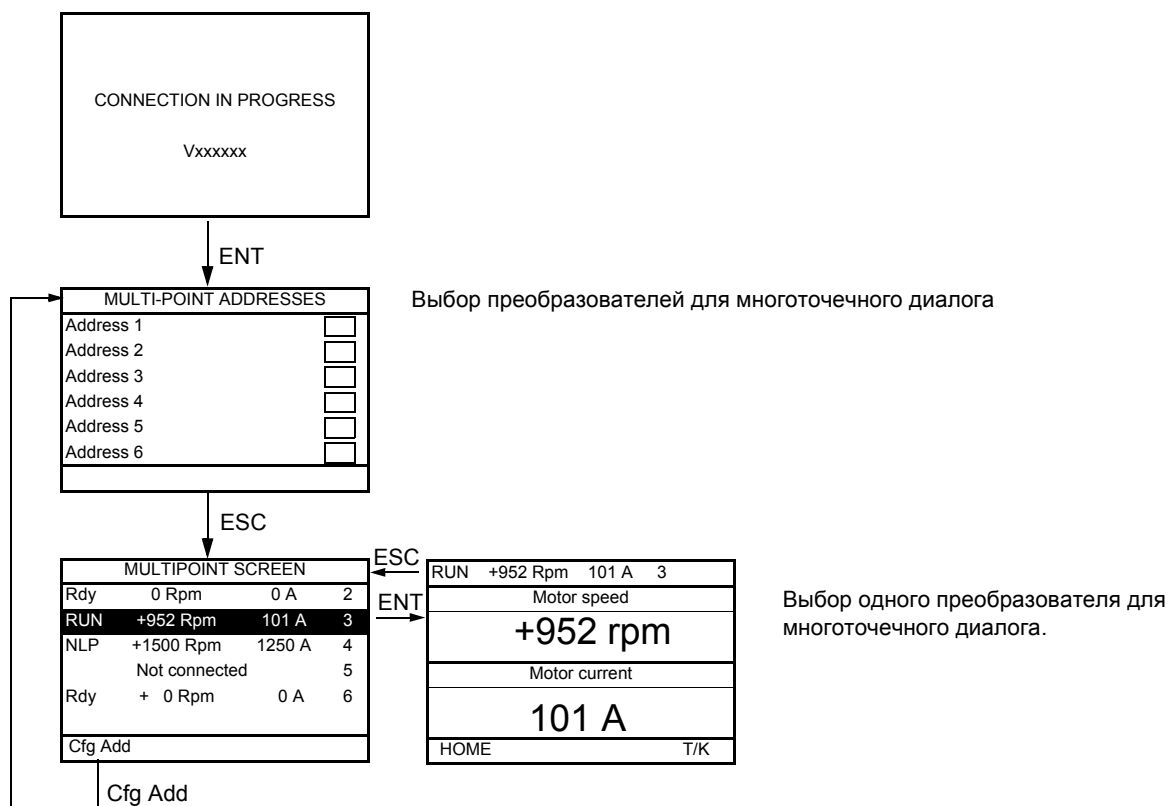 CONNECTION IN PROGRESS
Vxxxxxx
ENT
MULTI-POINT ADDRESSES
Address 1
Address 2
Address 3
Address 4
Address 5
Address 6
Выбор преобразователей для многоточечного диалога
ESC
MULTIPOINT SCREEN
Rdy 0 Rpm 0 A 2
RUN +952 Rpm 101 A 3
NLP +1500 Rpm 1250 A 4
Not connected 5
Rdy + 0 Rpm 0 A 6
Cfg Add
ESC
ENT
RUN +952 Rpm 101 A 3
Motor speed
+952 rpm
Motor current
101 A
HOME T/K
Выбор одного преобразователя для
многоточечного диалога.
Cfg Add